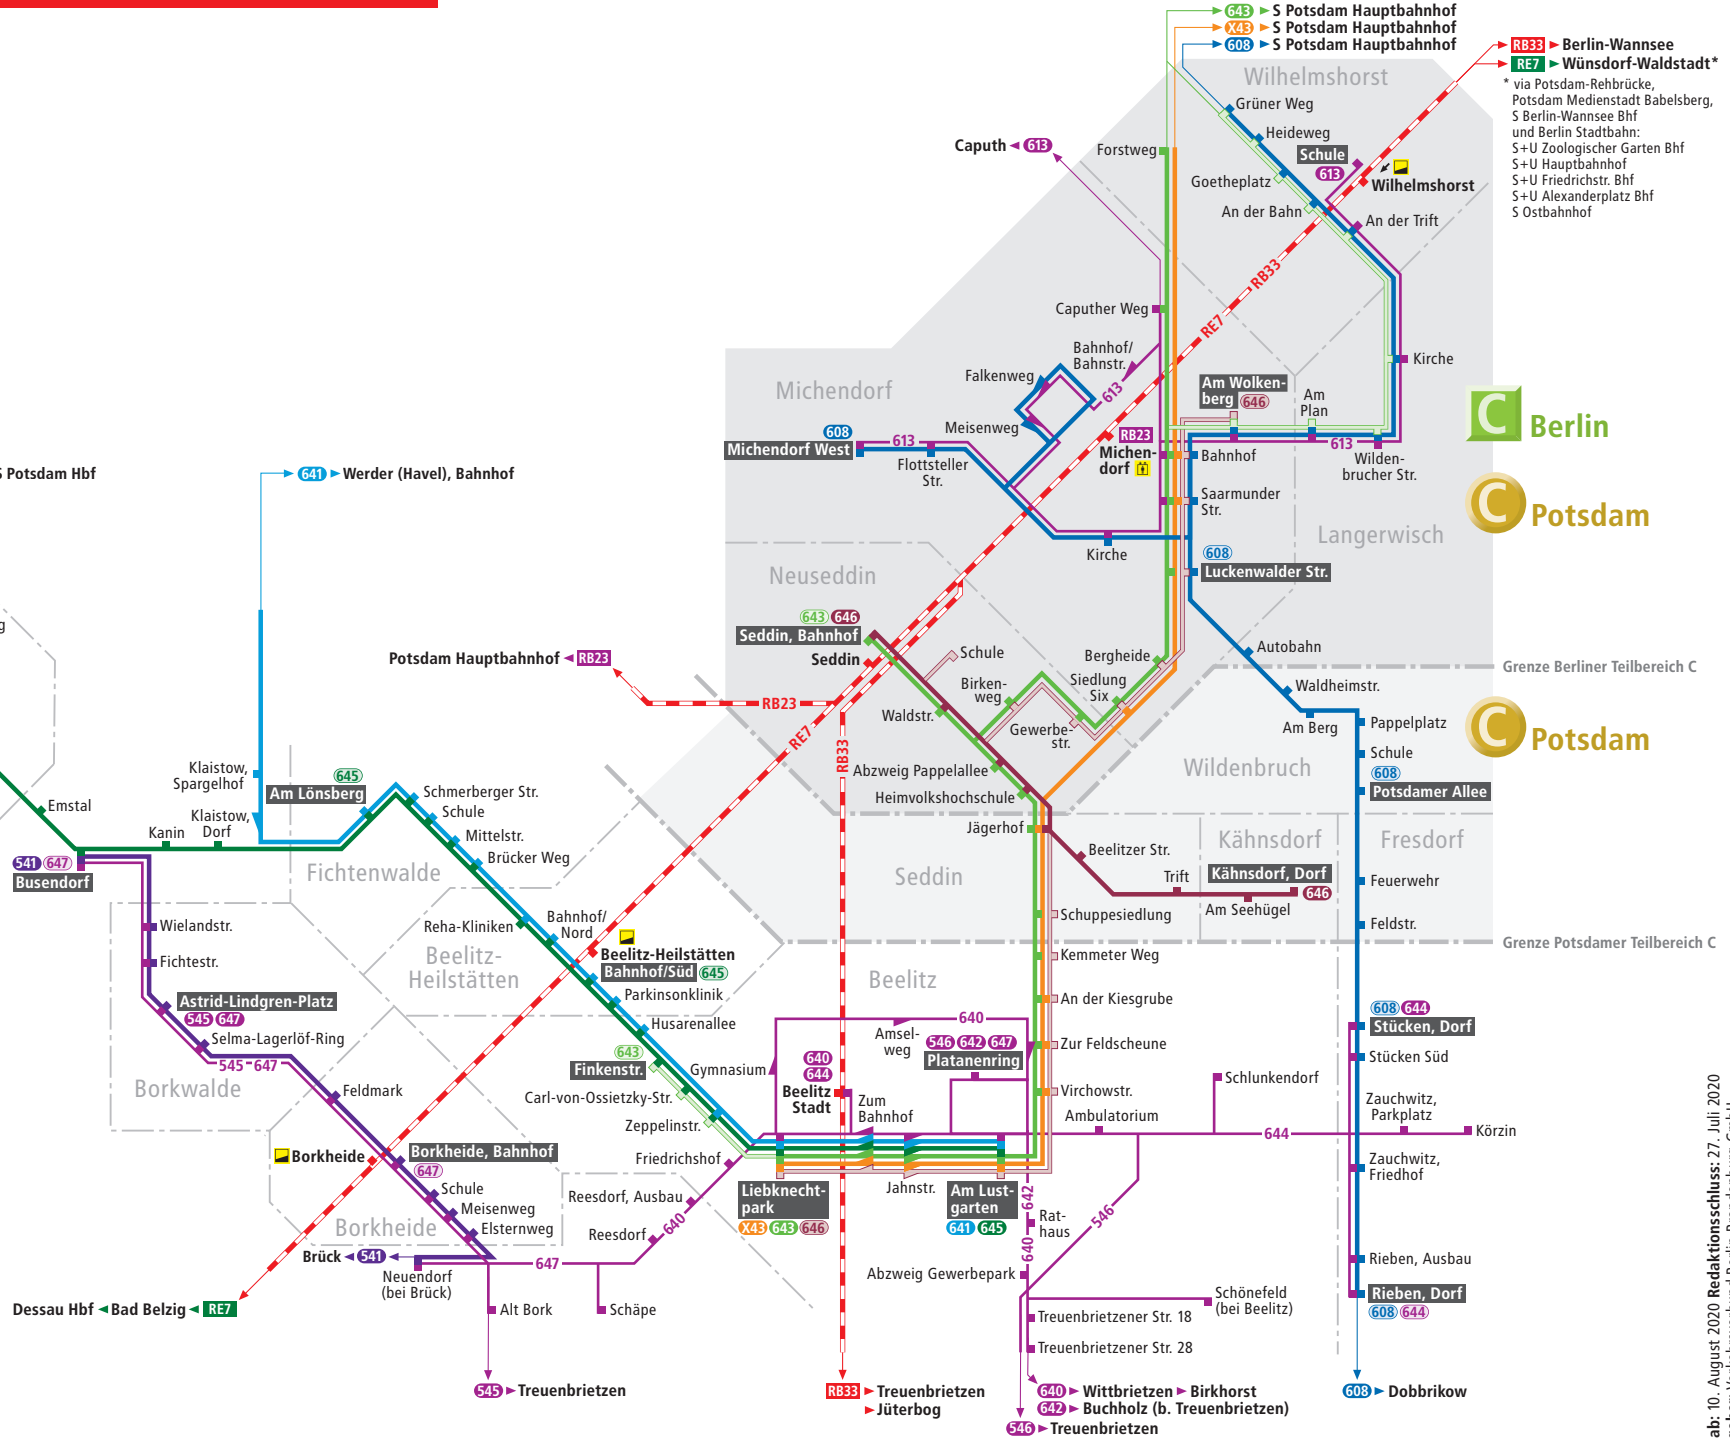 643 S Potsdam Hauptbahnhof
X43 S Potsdam Hauptbahnhof
608 S Potsdam Hauptbahnhof
RB33 Berlin-Wannsee
RE7 Wünsdorf-Waldstadt*
* via Potsdam-Rehbrücke,
Potsdam Medienstadt Babelsberg,
S Berlin-Wannsee Bhf
und Berlin Stadtbahn:
S+U Zoologischer Garten Bhf
S+U Hauptbahnhof
S+U Friedrichstr. Bhf
S+U Alexanderplatz Bhf
S Ostbahnhof
Wilhelmshorst
Grüner Weg
Heideweg
Schule
613
Wilhelmshorst
Caputh 613
Forstweg
Goetheplatz
An der Bahn
An der Trift
RB33
RE7
Caputher Weg
Bahnhof/
Bahnstr.
613
Falkenweg
Meisenweg
Michendorf
Kirche
Am Wolken-
berg 646
Am
Plan
C Berlin
608
Michendorf West
613
Flottsteller
Str.
RB23
Michen-
dorf
Bahnhof
613
Wilden-
brucher Str.
S Potsdam Hbf
641 Werder (Havel), Bahnhof
Saarmunder
Str.
C Potsdam
Langerwisch
Kirche
608
Luckenwalder Str.
Neuseddin
643 646
Seddin, Bahnhof
Seddin
Potsdam Hauptbahnhof RB23
RB23
Schule
Bergheide
Autobahn
Grenze Berliner Teilbereich C
Birken-
weg
Siedlung
Six
Waldheimstr.
Waldstr.
Gewerbe-
str.
Am Berg
Pappelplatz
C Potsdam
RE7
RB33
Abzweig Pappelallee
Wildenbruch
Schule
608
Potsdamer Allee
Heimvolkshochschule
Klaistow,
Spargelhof
645
Am Lönsberg
Schmerberger Str.
Schule
Emstal
Kanin
Klaistow,
Dorf
Mittelstr.
Brücker Weg
Jägerhof
Beelitzer Str.
Kähnsdorf
Fresdorf
541 647
Busendorf
Fichtenwalde
Seddin
Trift
Kähnsdorf, Dorf
646
Am Seehügel
Feuerwehr
Schuppesiedlung
Feldstr.
Grenze Potsdamer Teilbereich C
Wielandstr.
Fichtestr.
Reha-Kliniken
Bahnhof/
Nord
Beelitz-
Heilstätten
Beelitz-Heilstätten
Bahnhof/Süd 645
Beelitz
Kemmeter Weg
Parkinsonklinik
An der Kiesgrube
Astrid-Lindgren-Platz
545 647
608 644
Stücken, Dorf
Husarenallee
640
Amsel-
weg
546 642 647
Platanenring
Zur Feldscheune
Stücken Süd
Selma-Lagerlöf-Ring
545-647
643
Finkenstr.
Gymnasium
640
644
Beelitz
Stadt
Zum
Bahnhof
Virchowstr.
Schlunkendorf
Borkwalde
Feldmark
Carl-von-Ossietzky-Str.
Zeppelinstr.
Ambulatorium
Zauchwitz,
Parkplatz
644
Körzin
Borkheide
Borkheide, Bahnhof
647
Friedrichshof
Zauchwitz,
Friedhof
Schule
Meisenweg
Elsternweg
Borkheide
Reesdorf, Ausbau
Reesdorf
640
Liebknecht-
park
X43 643 646
Jahnstr.
Am Lust-
garten
641 645
642
546
Rat-
haus
640
Brück 541
647
Neuendorf
(bei Brück)
Abzweig Gewerbepark
Rieben, Ausbau
Rieben, Dorf
608 644
Schönefeld
(bei Beelitz)
Dessau Hbf Bad Belzig RE7
Alt Bork
Schäpe
Treuenbrietzener Str. 18
Treuenbrietzener Str. 28
545 Treuenbrietzen
RB33 Treuenbrietzen
Jüterbog
640 Wittbrietzen Birkhorst
642 Buchholz (b. Treuenbrietzen)
546 Treuenbrietzen
608 Dobbrikow
ab: 10. August 2020 Redaktionsschluss: 27. Juli 2020